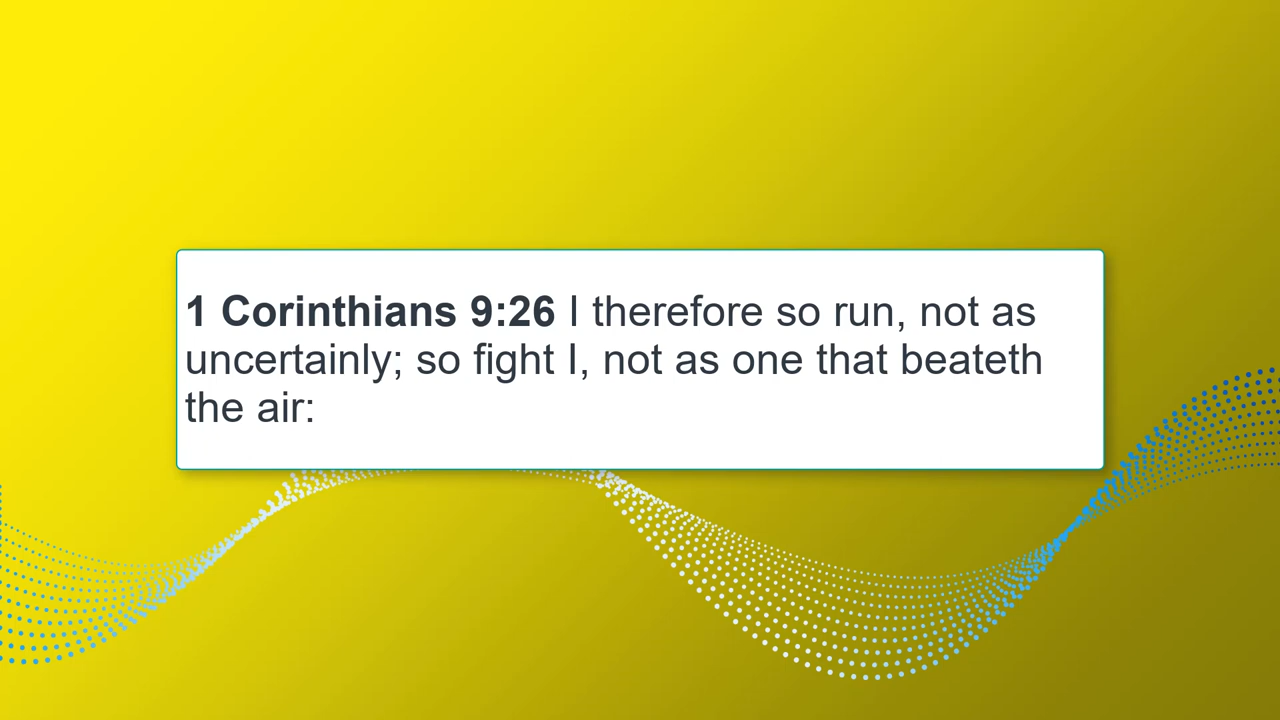 1 Corinthians 9:26 I therefore so run, not as
uncertainly; so fight I, not as one that beateth
the air: